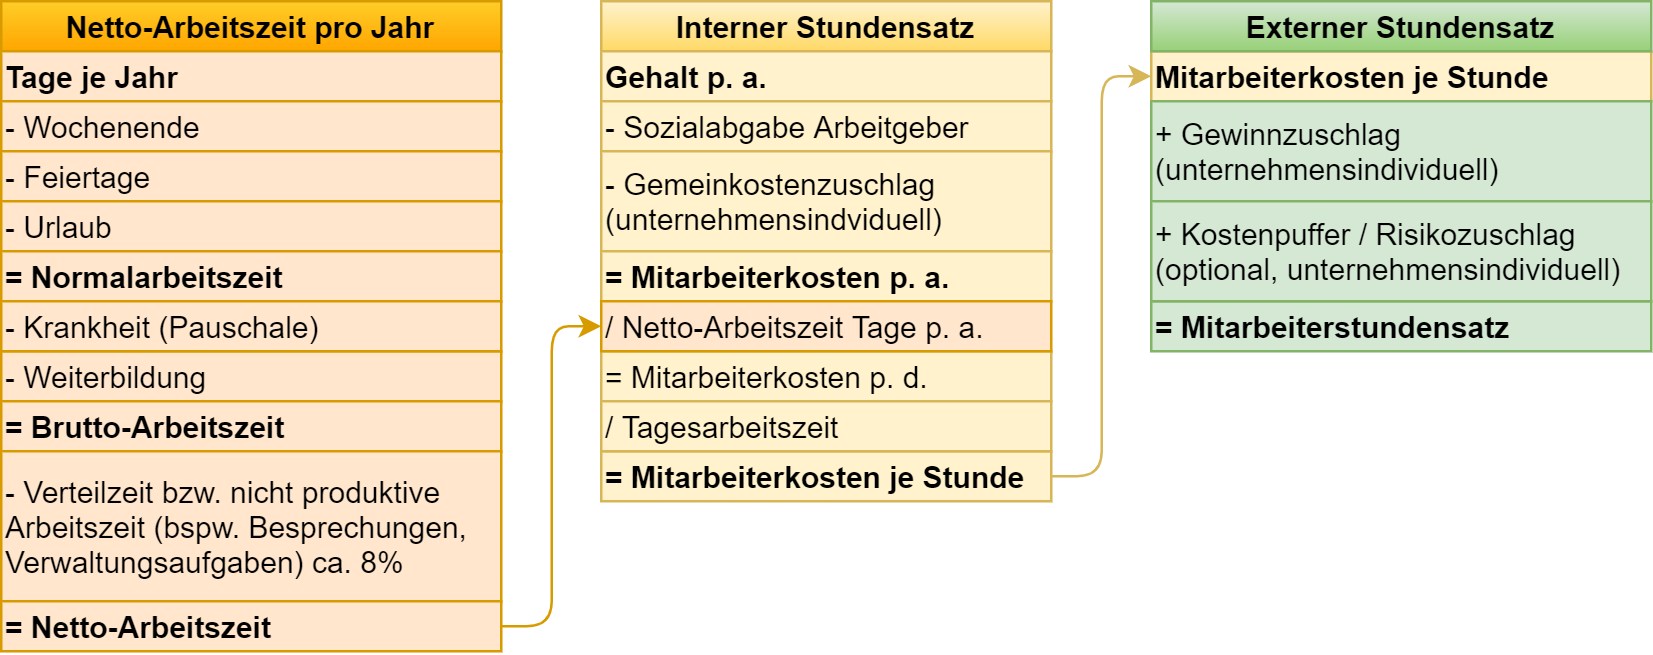 Netto-Arbeitszeit pro Jahr
Tage je Jahr
- Wochenende
- Feiertage
- Urlaub
= Normalarbeitszeit
- Krankheit (Pauschale)
- Weiterbildung
= Brutto-Arbeitszeit
- Verteilzeit bzw. nicht produktive
Arbeitszeit (bspw. Besprechungen,
Verwaltungsaufgaben) ca. 8%
= Netto-Arbeitszeit
Interner Stundensatz
Gehalt p. a.
- Sozialabgabe Arbeitgeber
- Gemeinkostenzuschlag
(unternehmensindviduell)
= Mitarbeiterkosten p. a.
/ Netto-Arbeitszeit Tage p. a.
= Mitarbeiterkosten p. d.
/ Tagesarbeitszeit
= Mitarbeiterkosten je Stunde
Externer Stundensatz
Mitarbeiterkosten je Stunde
+ Gewinnzuschlag
(unternehmensindividuell)
+ Kostenpuffer / Risikozuschlag
(optional, unternehmensindividuell)
= Mitarbeiterstundensatz